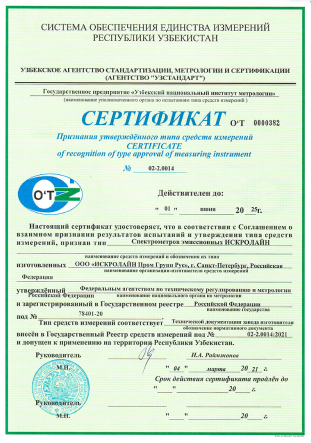 СИСТЕМА ОБЕСПЕЧЕНИЯ ЕДИНСТВА ИЗМЕРЕНИЙ
РЕСПУБЛИКИ УЗБЕКИСТАН
УЗБЕКСКОЕ АГЕНТСТВО СТАНДАРТИЗАЦИИ, МЕТРОЛОГИИ И СЕРТИФИКАЦИИ
(АГЕНТСТВО "УЗСТАНДАРТ")
Государственное предприятие «Узбекский национальный институт метрологии»
(наименование уполномоченного органа по испытаниям типа средств измерений)
СЕРТИФИКАТ O'T 0000382
Признания утверждённого типа средств измерений
CERTIFICATE
of recognition of type approval of measuring instrument
№ 02-2.0014
O'TZ
Действителен до:
" 01 " июня 20 25г.
Настоящий сертификат удостоверяет, что в соответствии с Соглашением о
взаимном признании результатов испытаний и утверждения типа средств
измерений, признан тип Спектрометров эмиссионных ИСКРОЛАЙН
наименование средств измерений и обозначения их типа
изготовленных ООО «ИСКРОЛАЙН Пром Групп Русь, г. Санкт-Петербург, Российская
Федерация
наименование организации-изготовителя средств измерений
утверждённый Федеральным агентством по техническому регулированию и метрологии
Российской Федерации
наименование национального органа по метрологии
и зарегистрированный в Государственном реестре Российской Федерации
наименование государства
под № 78401-20
Тип средств измерений соответствует Технической документации завода изготовителя
обозначение нормативного документа
внесён в Государственный Реестр средств измерений под № 02-2.0014:2021
и допущен к применению на территории Республики Узбекистан.
Руководитель И.А. Раймжонов
" 04 " марта 20 21 г.
Срок действия сертификата продлён до
" " 20 г.
Руководитель
" " 20 г.